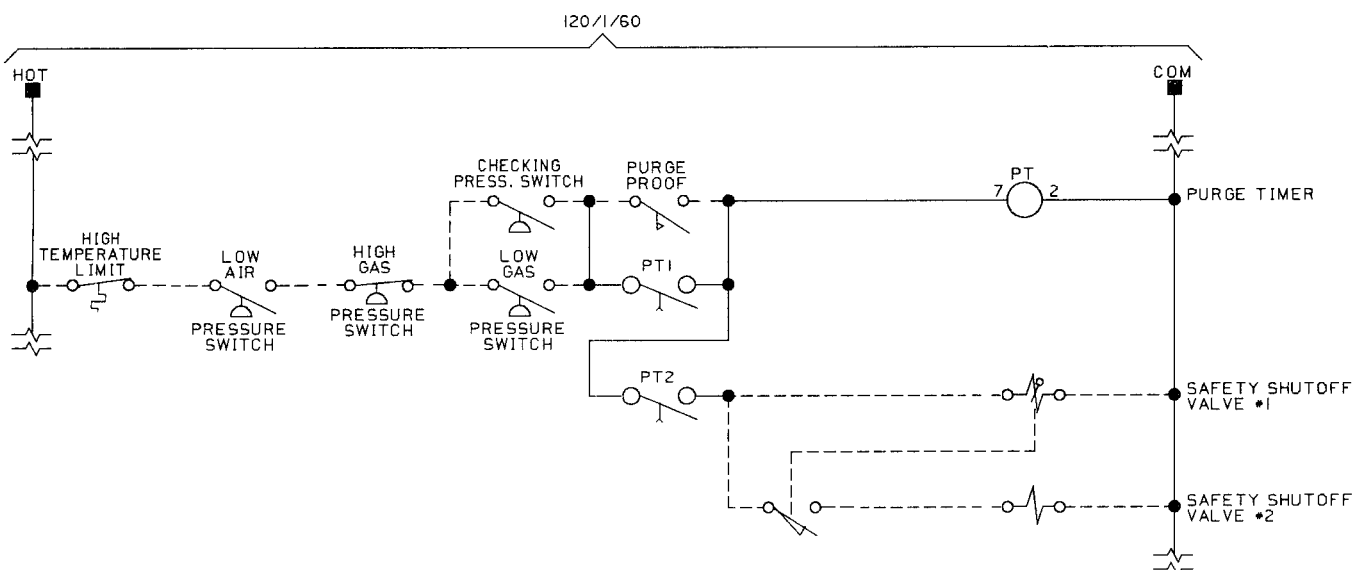 120/1/60
HOT
COM
CHECKING
PRESS. SWITCH
PURGE
PROOF
7
PT
2
PURGE TIMER
HIGH
TEMPERATURE
LIMIT
LOW
AIR
PRESSURE
SWITCH
HIGH
GAS
PRESSURE
SWITCH
LOW
GAS
PRESSURE
SWITCH
PT1
PT2
SAFETY SHUTOFF
VALVE #1
SAFETY SHUTOFF
VALVE #2